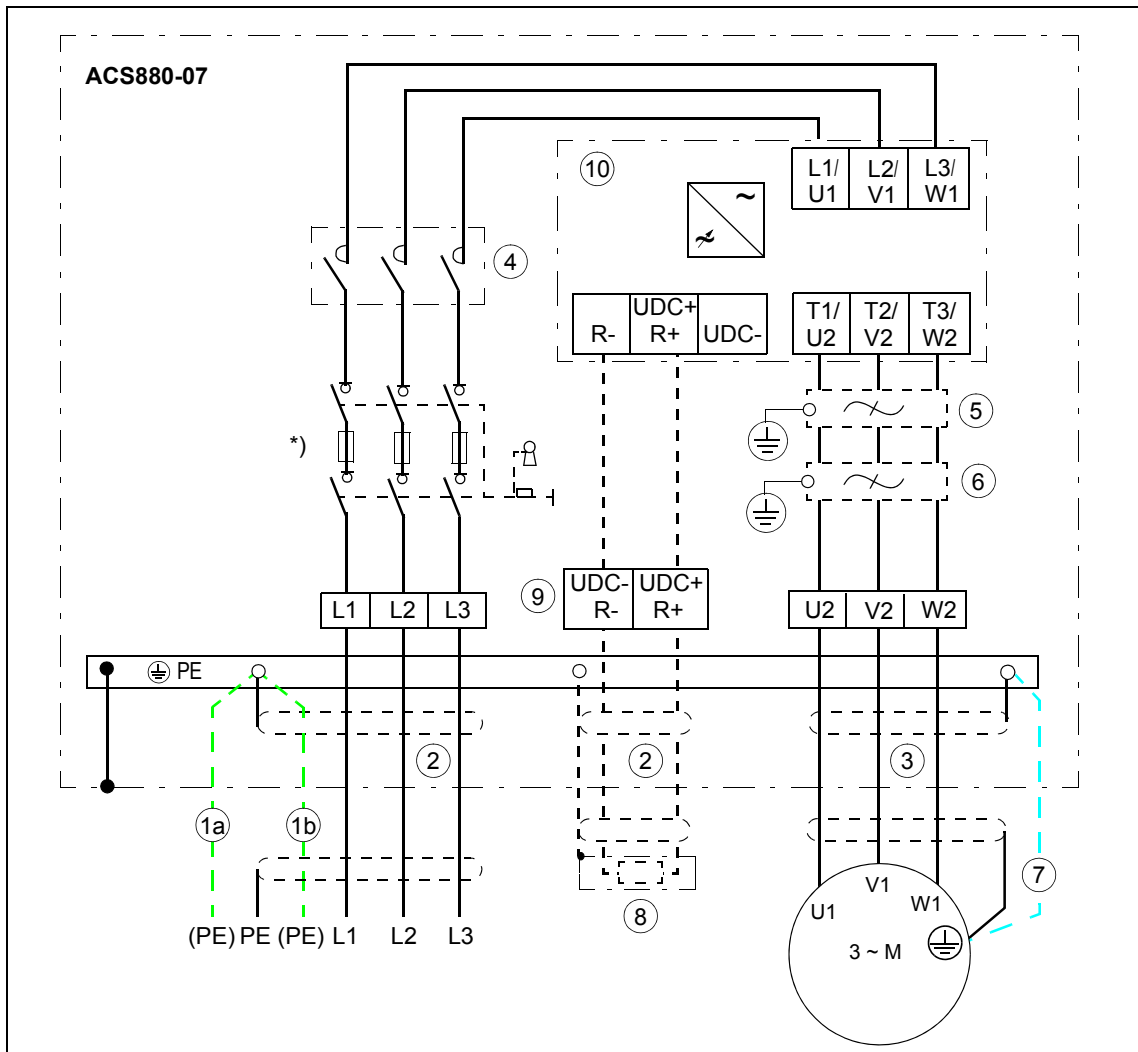 ACS880-07
10
L1/ U1
L2/ V1
L3/ W1
~
4
R-
UDC+ R+
UDC-
T1/ U2
T2/ V2
T3/ W2
5
*)
6
9
UDC- R-
UDC+ R+
L1
L2
L3
U2
V2
W2
PE
2
2
3
1a
1b
7
8
(PE) PE (PE) L1 L2 L3
U1
V1
W1
3 ~ M